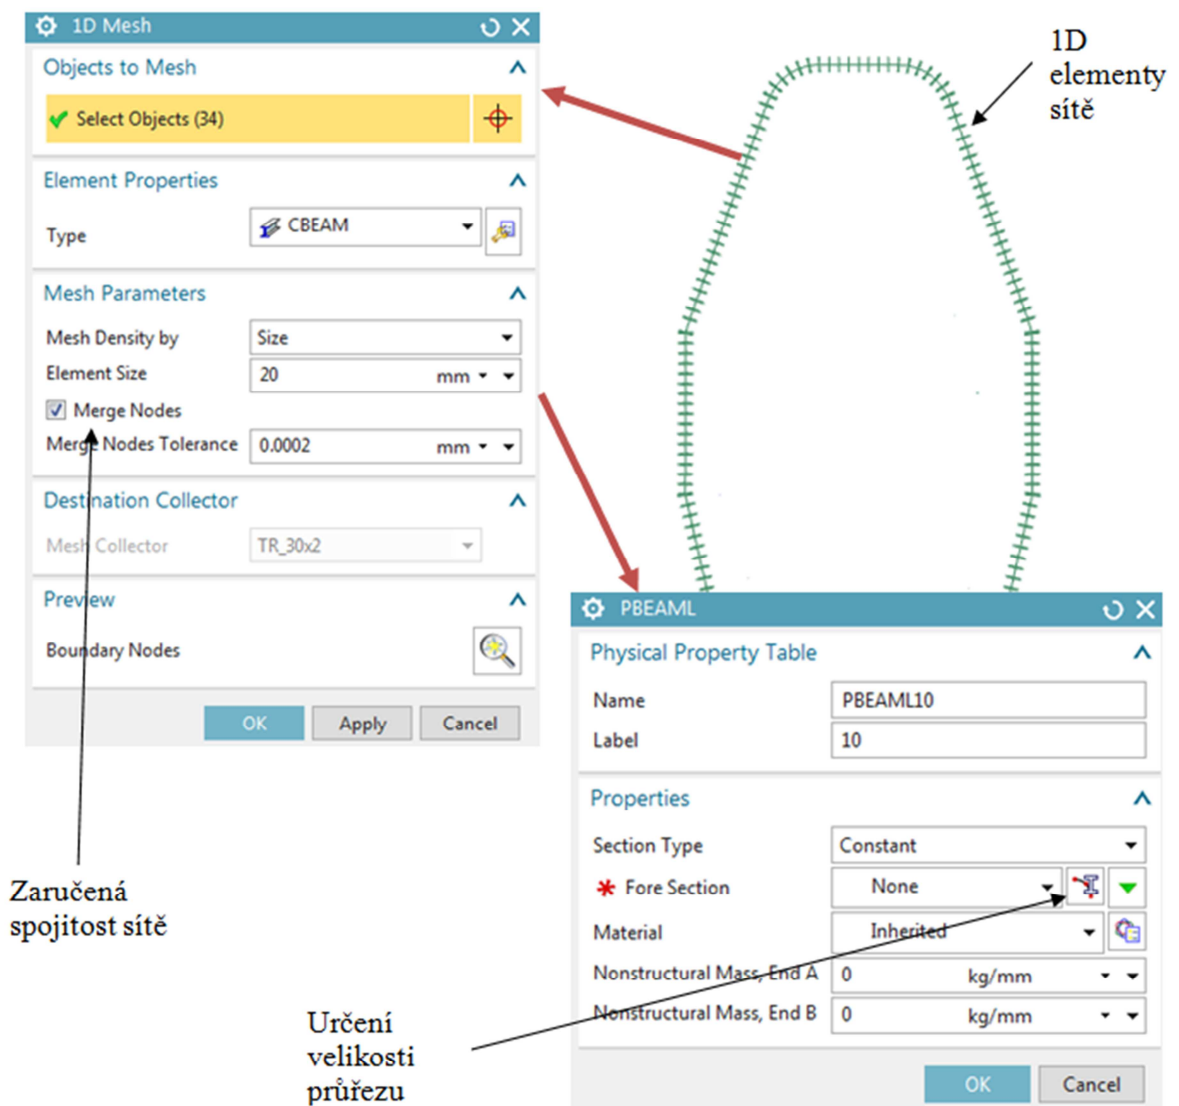 1D Mesh
Objects to Mesh
Select Objects (34)
Element Properties
Type CBEAM
Mesh Parameters
Mesh Density by Size
Element Size 20 mm
Merge Nodes
Merge Nodes Tolerance 0.0002 mm
Destination Collector
Mesh Collector TR_30x2
Preview
Boundary Nodes
OK Apply Cancel
1D
elementy
sítě
Zaručená
spojitost sítě
PBEAML
Physical Property Table
Name PBEAML10
Label 10
Properties
Section Type Constant
Fore Section None
Material Inherited
Nonstructural Mass, End A 0 kg/mm
Nonstructural Mass, End B 0 kg/mm
OK Cancel
Určení
velikosti
průřezu